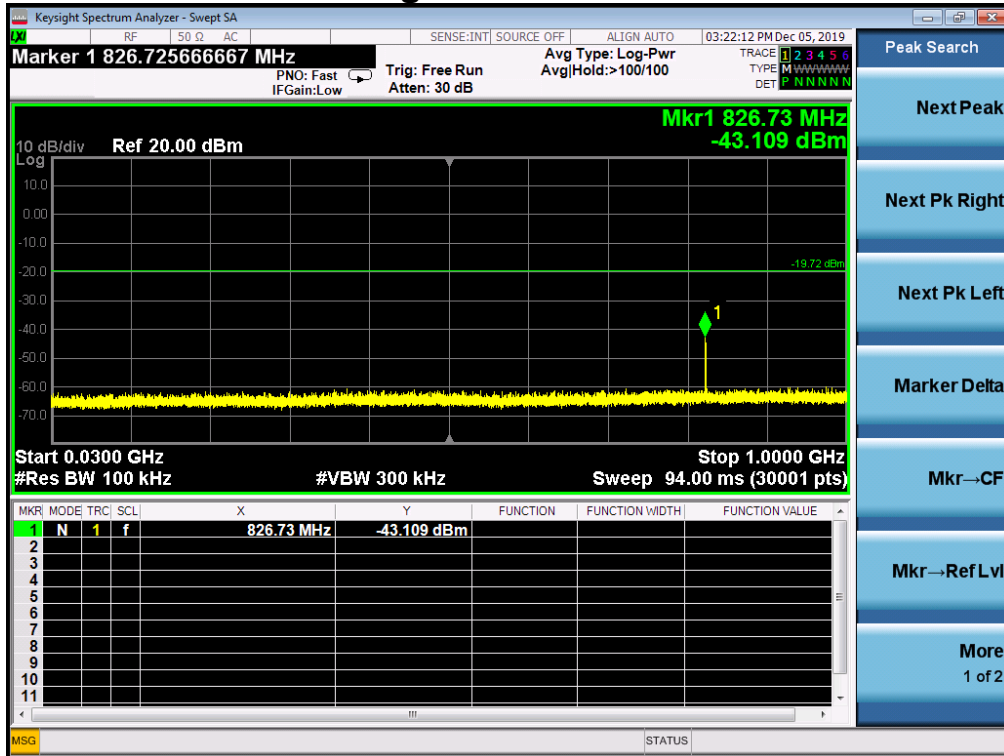 Keysight Spectrum Analyzer - Swept SA
LXI RF 50 Ω AC SENSE:INT SOURCE OFF ALIGN AUTO 03:22:12 PM Dec 05, 2019
Marker 1 826.725666667 MHz
PNO: Fast
IFGain:Low
Trig: Free Run
Atten: 30 dB
Avg Type: Log-Pwr
Avg|Hold:>100/100
TRACE 1 2 3 4 5 6
TYPE M WWWWW
DET P N N N N N
Mkr1 826.73 MHz
-43.109 dBm
10 dB/div Ref 20.00 dBm
Log
10.0
0.00
-10.0
-20.0
-19.72 dBm
-30.0
1
-40.0
-50.0
-60.0
-70.0
Start 0.0300 GHz Stop 1.0000 GHz
#Res BW 100 kHz #VBW 300 kHz Sweep 94.00 ms (30001 pts)
MKR MODE TRC SCL X Y FUNCTION FUNCTION WIDTH FUNCTION VALUE
1 N 1 f 826.73 MHz -43.109 dBm
2
3
4
5
6
7
8
9
10
11
MSG STATUS
Peak Search
Next Peak
Next Pk Right
Next Pk Left
Marker Delta
Mkr→CF
Mkr→Ref Lvl
More
1 of 2